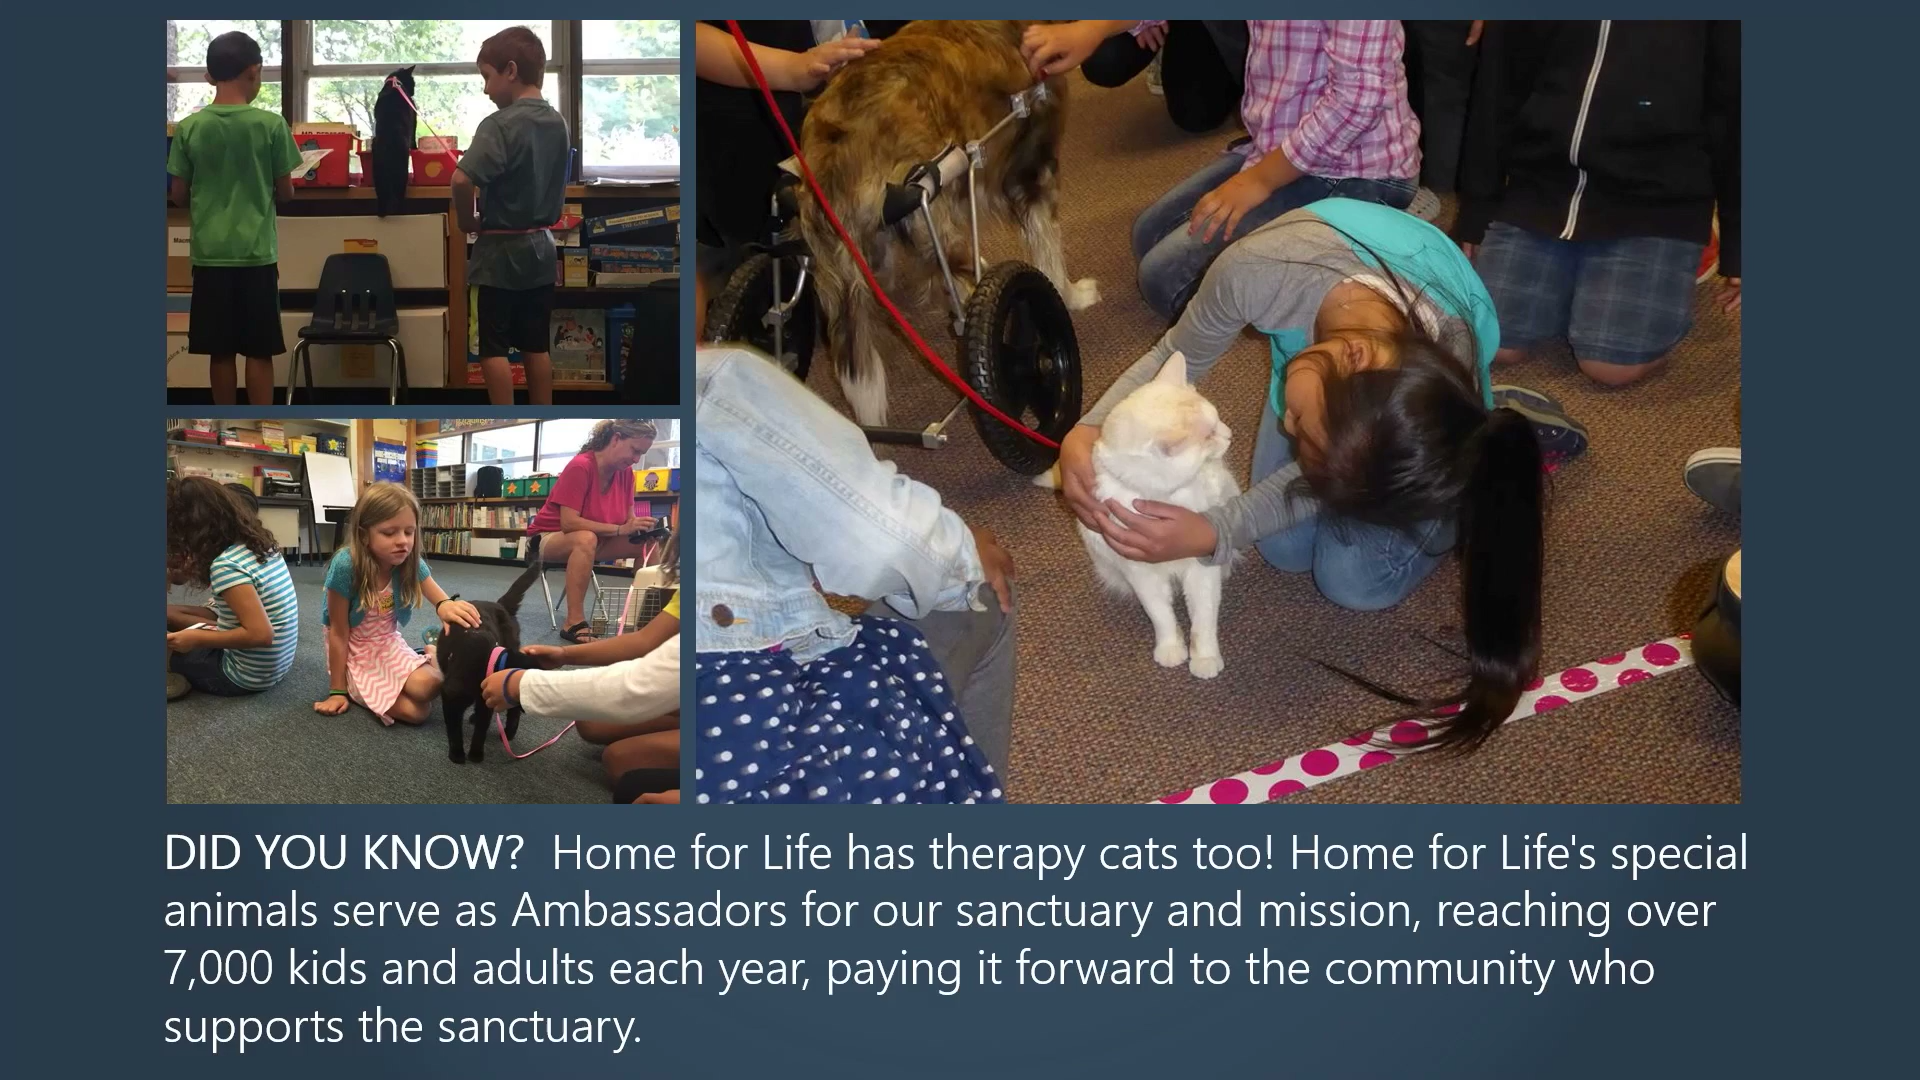 DID YOU KNOW? Home for Life has therapy cats too! Home for Life's special
animals serve as Ambassadors for our sanctuary and mission, reaching over
7,000 kids and adults each year, paying it forward to the community who
supports the sanctuary.